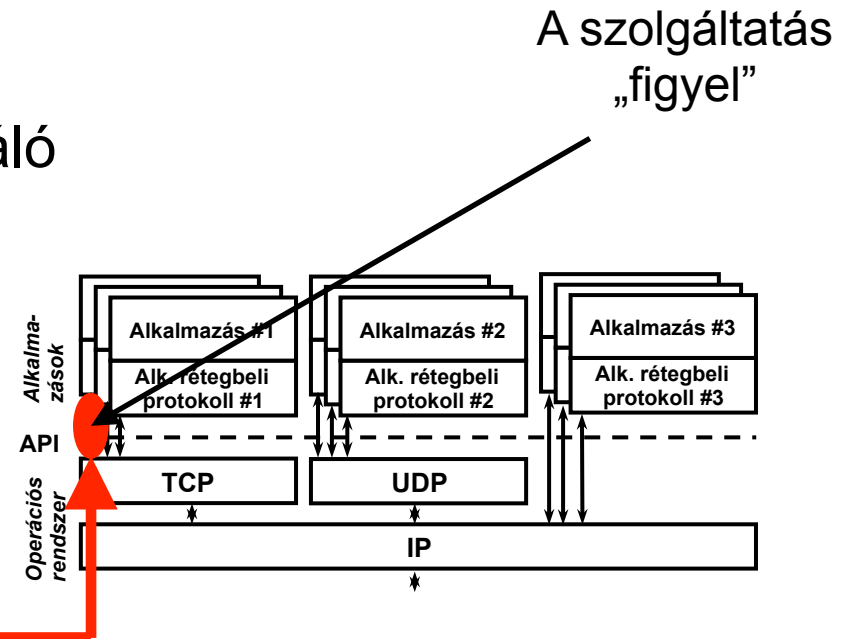 A szolgáltatás
„figyel”
áló
Alkalma-
zások
Alkalmazás #1
Alk. rétegbeli
protokoll #1
Alkalmazás #2
Alk. rétegbeli
protokoll #2
Alkalmazás #3
Alk. rétegbeli
protokoll #3
API
Operációs
rendszer
TCP
UDP
IP